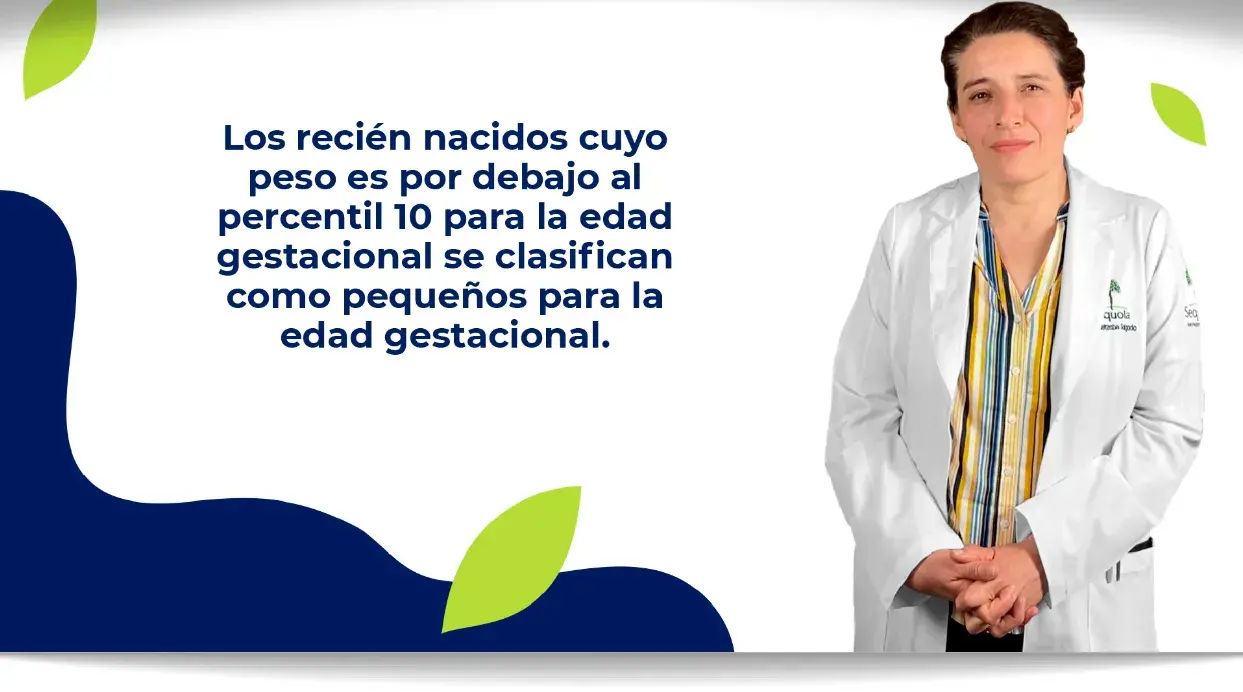 Los recién nacidos cuyo
peso es por debajo al
percentil 10 para la edad
gestacional se clasifican
como pequeños para la
edad gestacional.
quoia